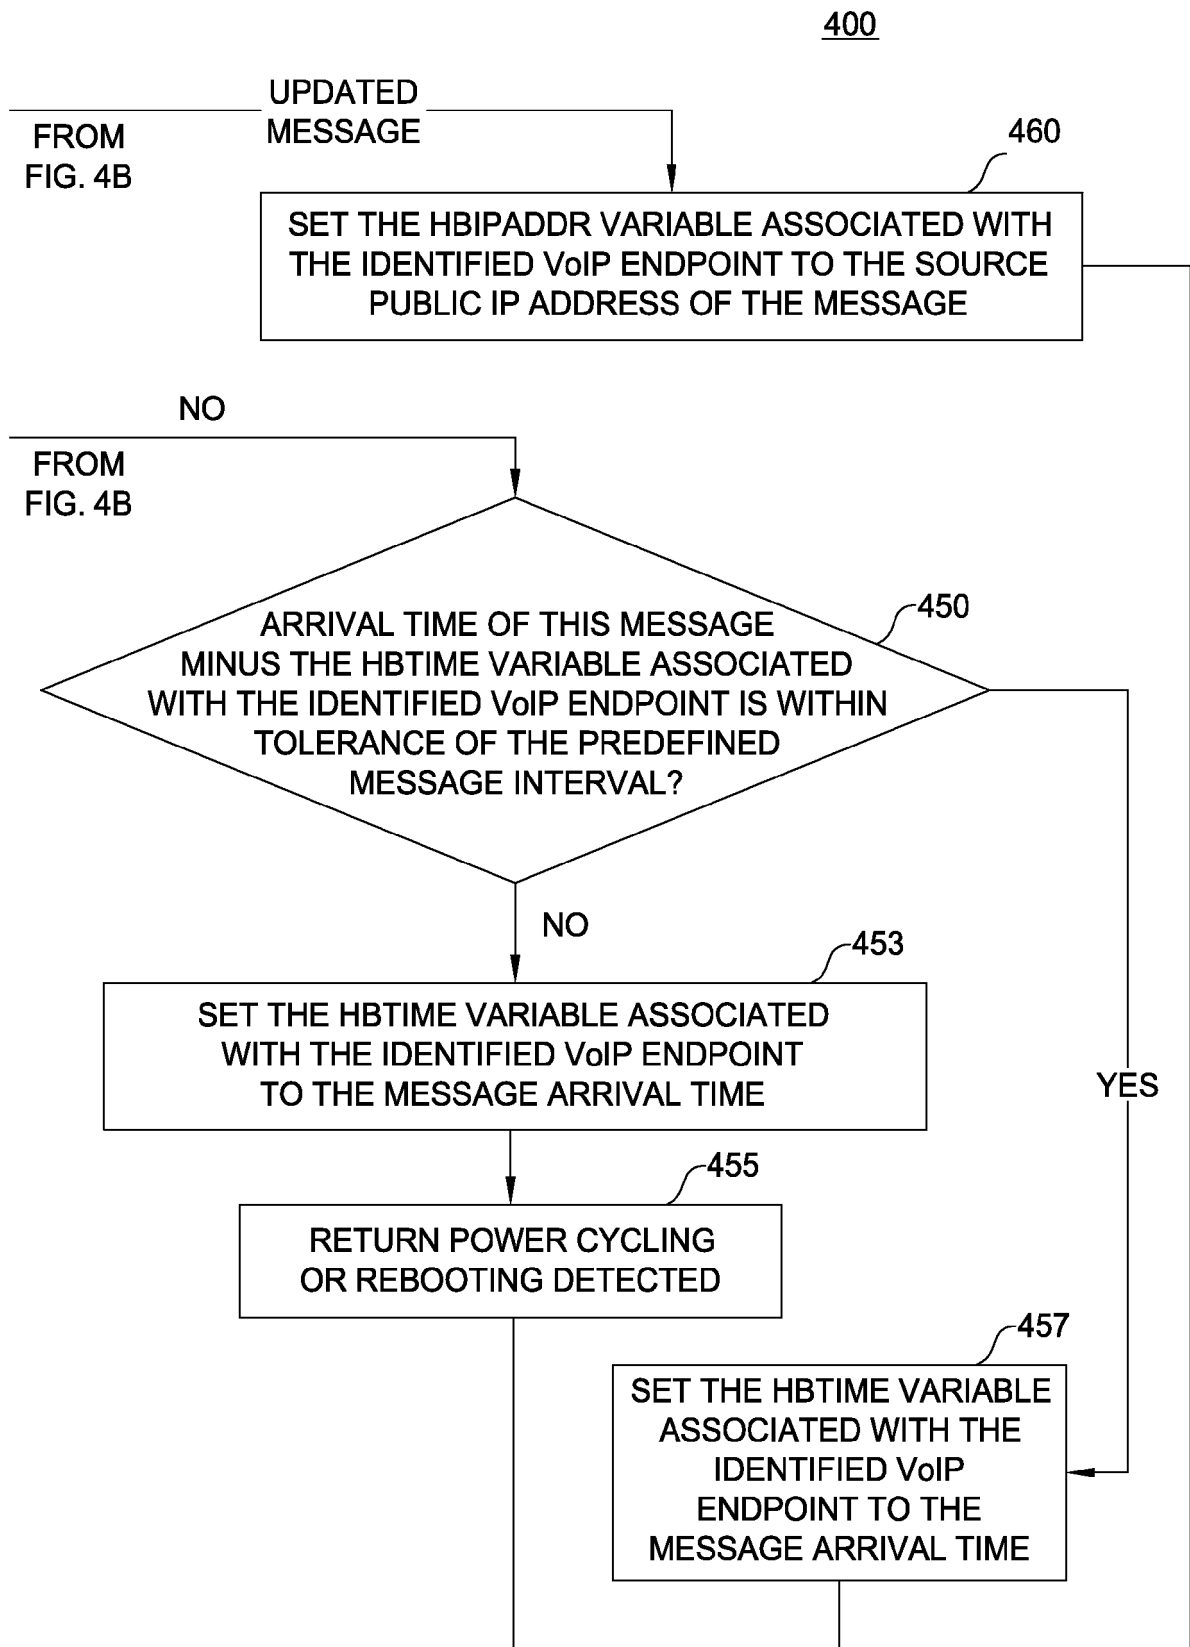 400
UPDATED
MESSAGE
FROM
FIG. 4B
460
SET THE HBIPADDR VARIABLE ASSOCIATED WITH
THE IDENTIFIED VoIP ENDPOINT TO THE SOURCE
PUBLIC IP ADDRESS OF THE MESSAGE
NO
FROM
FIG. 4B
450
ARRIVAL TIME OF THIS MESSAGE
MINUS THE HBTIME VARIABLE ASSOCIATED
WITH THE IDENTIFIED VoIP ENDPOINT IS WITHIN
TOLERANCE OF THE PREDEFINED
MESSAGE INTERVAL?
NO
453
SET THE HBTIME VARIABLE ASSOCIATED
WITH THE IDENTIFIED VoIP ENDPOINT
TO THE MESSAGE ARRIVAL TIME
YES
455
RETURN POWER CYCLING
OR REBOOTING DETECTED
457
SET THE HBTIME VARIABLE
ASSOCIATED WITH THE
IDENTIFIED VoIP
ENDPOINT TO THE
MESSAGE ARRIVAL TIME